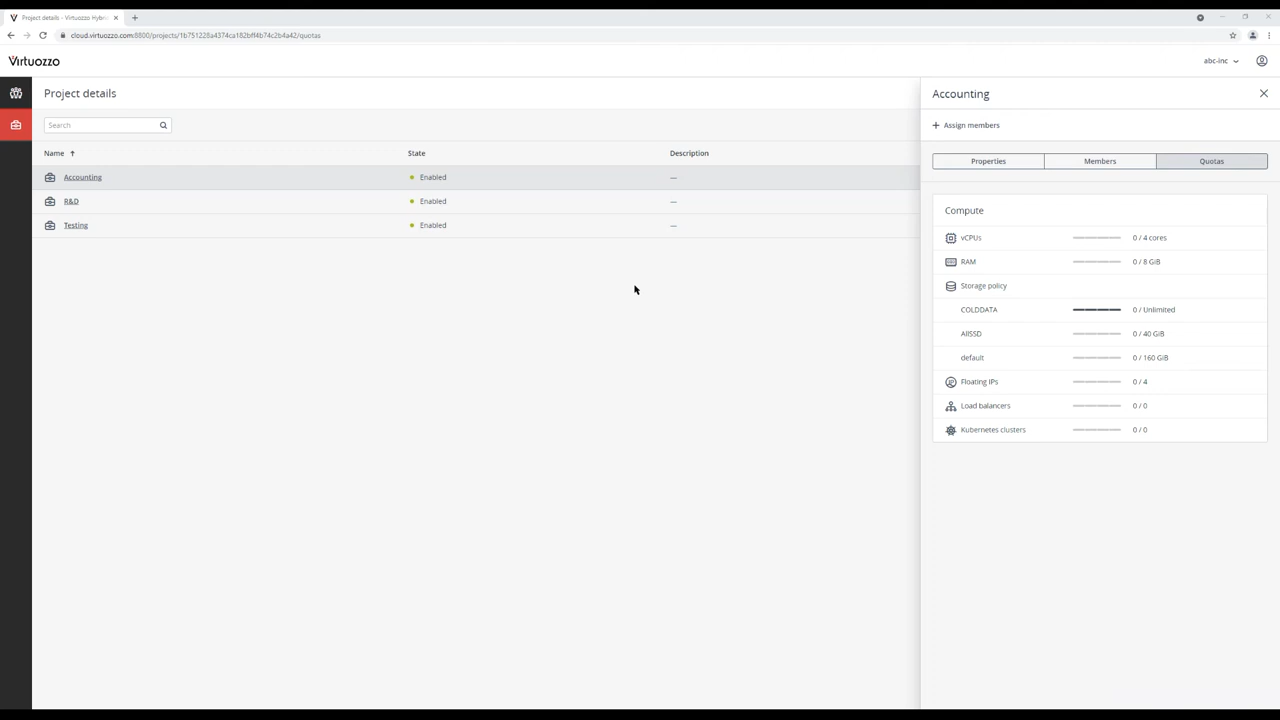 Project details - Virtuozzo Hybri
cloud.virtuozzo.com:8800/projects/1b751228a4374ca182bff4b74c2b4a42/quotas
Virtuozzo
abc-inc
Project details
Search
Name
State
Description
Accounting
Enabled
—
R&D
Enabled
—
Testing
Enabled
—
Accounting
Assign members
Properties
Members
Quotas
Compute
vCPUs
0 / 4 cores
RAM
0 / 8 GiB
Storage policy
COLDDATA
0 / Unlimited
AllSSD
0 / 40 GiB
default
0 / 160 GiB
Floating IPs
0 / 4
Load balancers
0 / 0
Kubernetes clusters
0 / 0